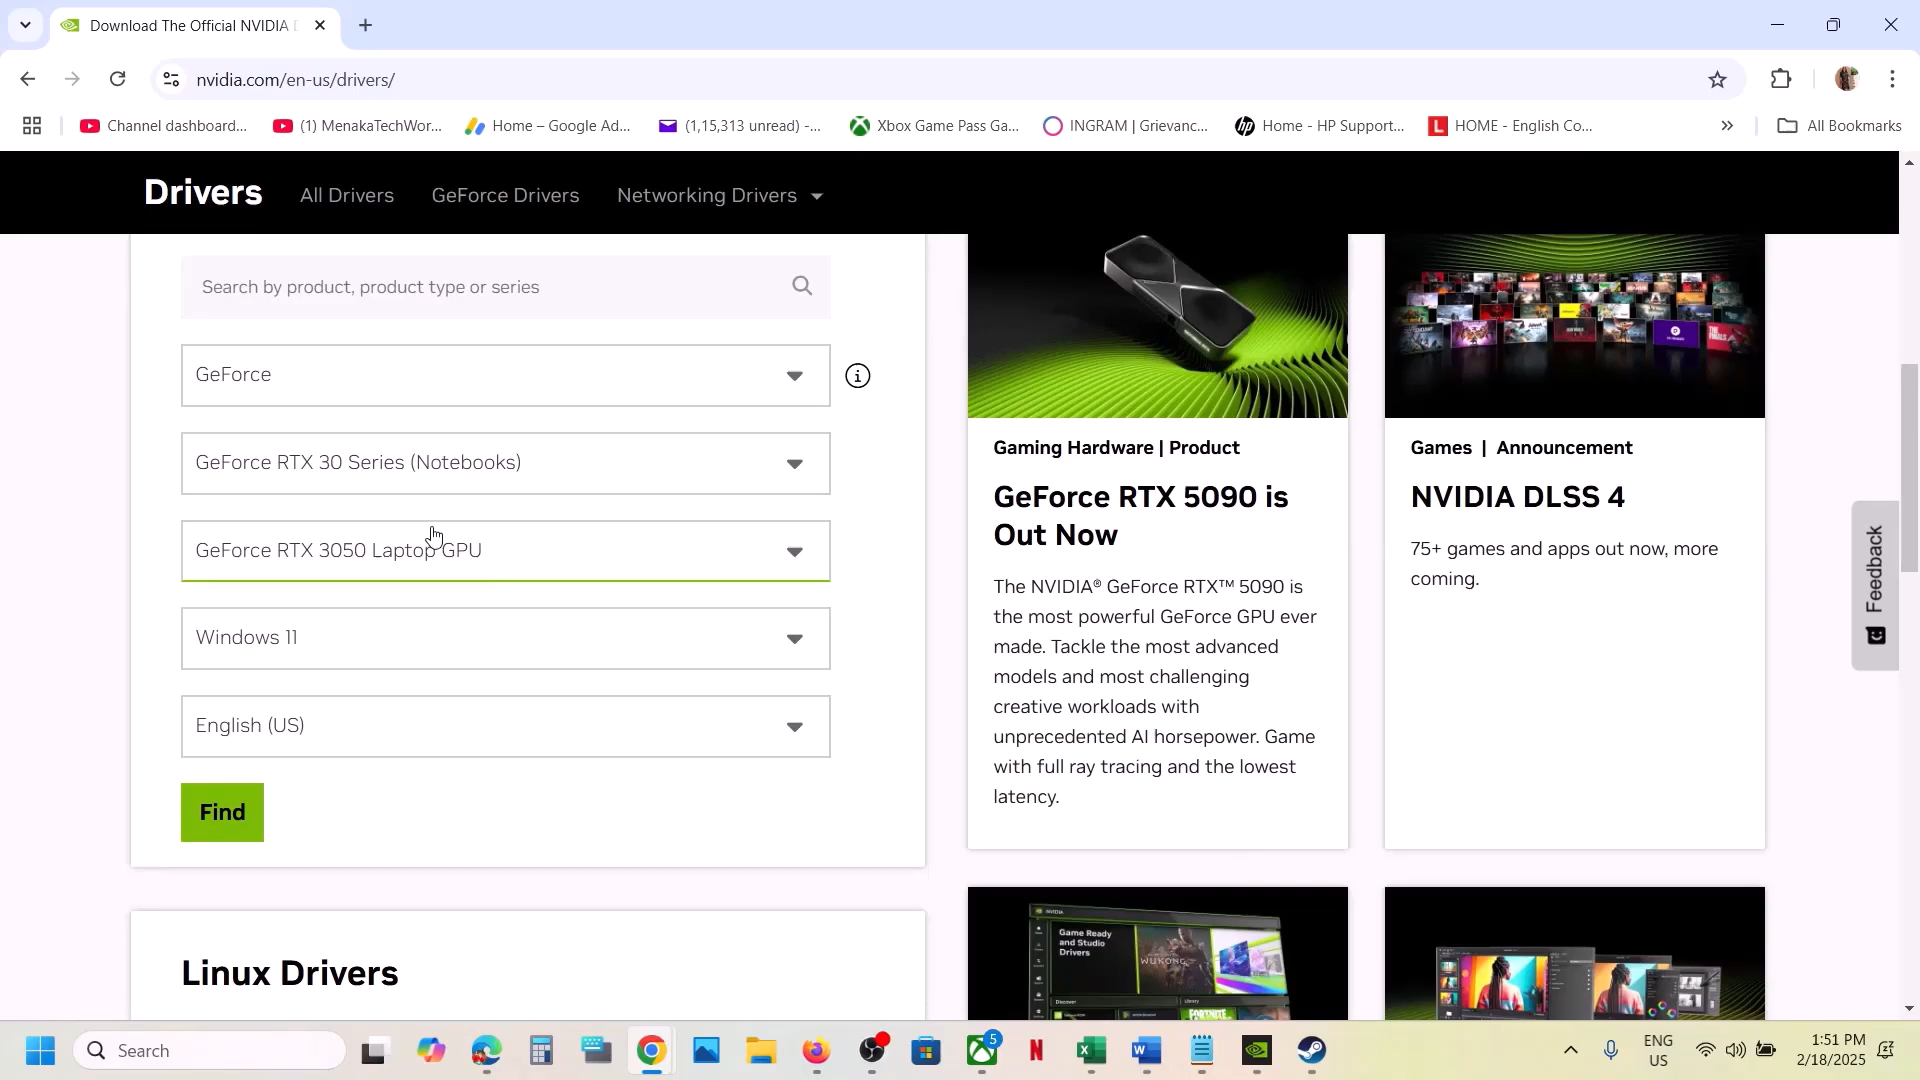 Download The Official NVIDIA
nvidia.com/en-us/drivers/
Channel dashboard...
(1) MenakaTechWor...
Home – Google Ad...
(1,15,313 unread) -...
Xbox Game Pass Ga...
INGRAM | Grievanc...
Home - HP Support...
HOME - English Co...
All Bookmarks
Drivers
All Drivers
GeForce Drivers
Networking Drivers
Search by product, product type or series
GeForce
GeForce RTX 30 Series (Notebooks)
GeForce RTX 3050 Laptop GPU
Windows 11
English (US)
Find
Linux Drivers
Gaming Hardware | Product
GeForce RTX 5090 is
Out Now
The NVIDIA® GeForce RTX™ 5090 is
the most powerful GeForce GPU ever
made. Tackle the most advanced
models and most challenging
creative workloads with
unprecedented AI horsepower. Game
with full ray tracing and the lowest
latency.
Games | Announcement
NVIDIA DLSS 4
75+ games and apps out now, more
coming.
Feedback
NVIDIA
Game Ready
and Studio
Drivers
WUKONG
Discover
Library
FORTNITE
Search
5
ENG
US
1:51 PM
2/18/2025